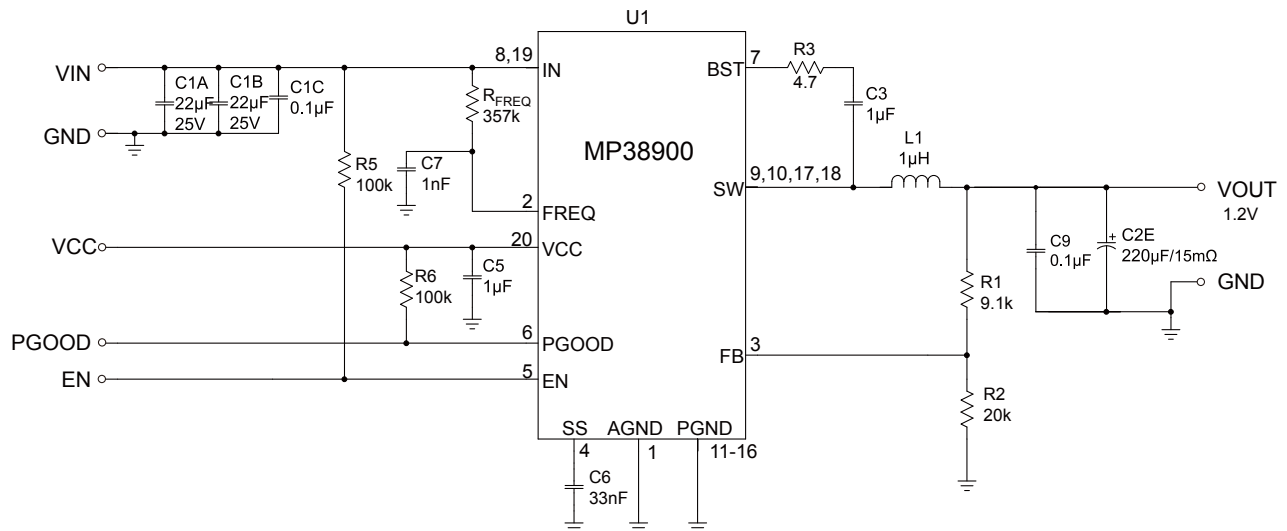 U1
VIN
GND
C1A
22µF
25V
C1B
22µF
25V
C1C
0.1µF
R5
100k
RFREQ
357k
C7
1nF
8,19
IN
2
FREQ
VCC
20
VCC
R6
100k
C5
1µF
PGOOD
6
PGOOD
EN
5
EN
MP38900
SS
4
AGND
1
PGND
11-16
C6
33nF
BST
7
R3
4.7
C3
1µF
SW
9,10,17,18
L1
1µH
VOUT
1.2V
C9
0.1µF
+
C2E
220µF/15mΩ
GND
R1
9.1k
FB
3
R2
20k